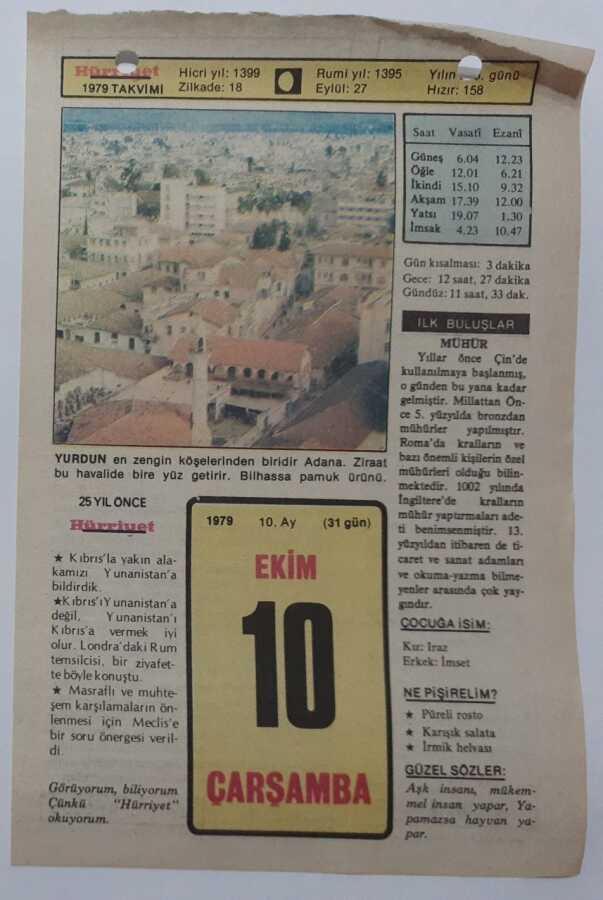 Hürriyet
1979 TAKVİMİ
Hicri yıl: 1399
Zilkade: 18
Rumi yıl: 1395
Eylül: 27
Yılın günü
Hızır: 158
Saat Vasatî Ezanî
Güneş 6.04 12.23
Öğle 12.01 6.21
İkindi 15.10 9.32
Akşam 17.39 12.00
Yatsı 19.07 1.30
İmsak 4.23 10.47
Gün kısalması: 3 dakika
Gece: 12 saat, 27 dakika
Gündüz: 11 saat, 33 dak.
İLK BULUŞLAR
MÜHÜR
Yıllar önce Çin'de
kullanılmaya başlanmış,
o günden bu yana kadar
gelmiştir. Millattan Ön-
ce 5. yüzyılda bronzdan
mühürler yapılmıştır.
Roma'da kralların ve
bazı önemli kişilerin özel
mühürleri olduğu bilin-
mektedir. 1002 yılında
İngiltere'de kralların
mühür yaptırmaları ade-
ti benimsenmiştir. 13.
yüzyıldan itibaren de ti-
caret ve sanat adamları
ve okuma-yazma bilme-
yenler arasında çok yay-
gındır.
ÇOCUĞA İSİM:
Kız: Iraz
Erkek: İmset
NE PİŞİRELİM?
★ Püreli rosto
★ Karışık salata
★ İrmik helvası
GÜZEL SÖZLER:
Aşk insanı, mükem-
mel insan yapar, Ya-
pamazsa hayvan ya-
par.
YURDUN en zengin köşelerinden biridir Adana. Ziraat
bu havalide bire yüz getirir. Bilhassa pamuk ürünü.
25 YIL ÖNCE
Hürriyet
★ Kıbrıs'la yakın ala-
kamızı Yunanistan'a
bildirdik.
★Kıbrıs'ı Yunanistan'a
değil, Yunanistan'ı
Kıbrıs'a vermek iyi
olur. Londra'daki Rum
temsilcisi, bir ziyafet-
te böyle konuştu.
★ Masraflı ve muhte-
şem karşılamaların ön-
lenmesi için Meclis'e
bir soru önergesi veril-
di.
Görüyorum, biliyorum
Çünkü "Hürriyet"
okuyorum.
1979 10. Ay (31 gün)
EKİM
10
ÇARŞAMBA